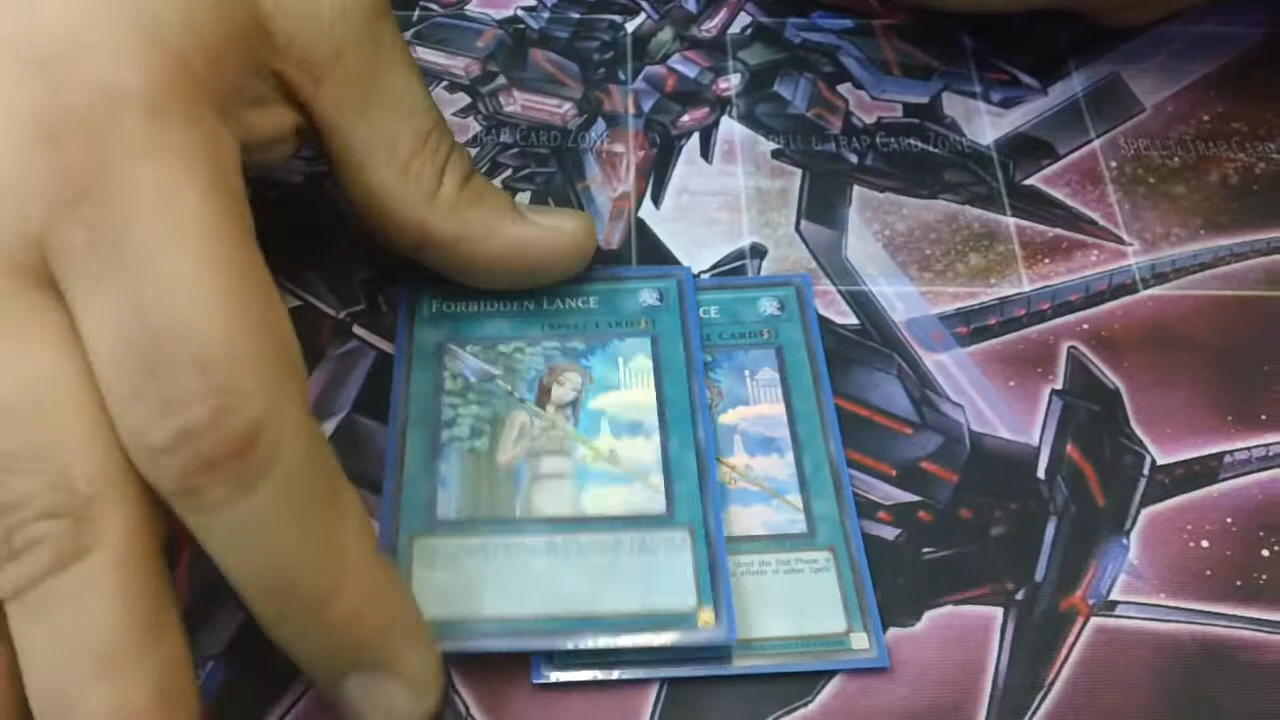 TRAP CARD ZONE
SPELL & TRAP CARD ZONE
SPELL & TRAP CARD
FORBIDDEN LANCE
[SPELL CARD]
CE
CARD
until the End Phase, it
effects of other Spell